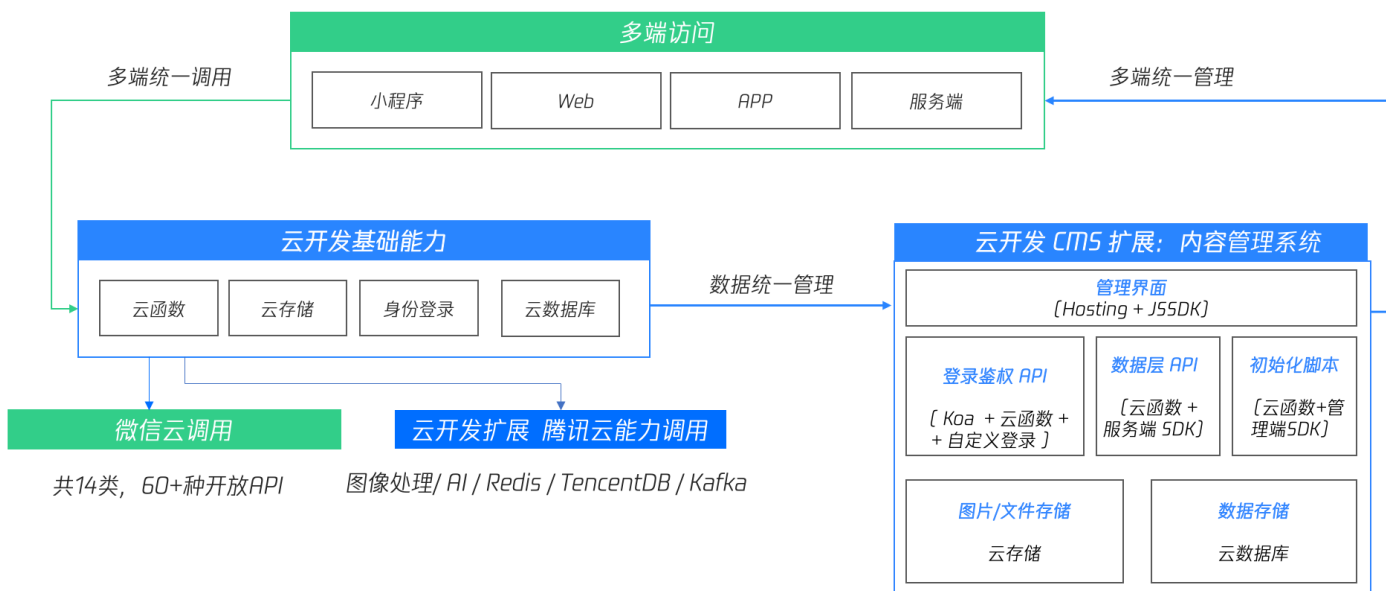 多端访问
多端统一调用
多端统一管理
小程序
Web
APP
服务端
云开发基础能力
云函数
云存储
身份登录
云数据库
数据统一管理
云开发 CMS 扩展：内容管理系统
管理界面
(Hosting + JSSDK)
登录鉴权 API
( Koa + 云函数 +
+ 自定义登录 )
数据层 API
(云函数 +
服务端 SDK)
初始化脚本
(云函数+管
理端SDK)
图片/文件存储
云存储
数据存储
云数据库
微信云调用
共14类，60+种开放API
云开发扩展 腾讯云能力调用
图像处理/ AI / Redis / TencentDB / Kafka